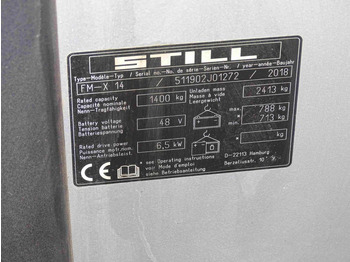 STILL
Type-Modèle-Typ / Serial no.-No. de série-Serien-Nr. / year-année-Baujahr
FM-X 14 / 511902J01272 / 2018
Rated capacity
Capacité nominale
Nenn-Tragfähigkeit
1400 kg
Unladen mass
Masse à vide
Leergewicht
2413 kg
Battery voltage
Tension batterie
Batteriespannung
48 V
max. 788 kg
min. 713 kg
Rated drive power
Puissance motr. nom.
Nenn-Antriebsleistung
6,5 kW
CE
see Operating instructions
voir Mode d'emploi
siehe Betriebsanleitung
D-22113 Hamburg
Berzeliusstr. 10